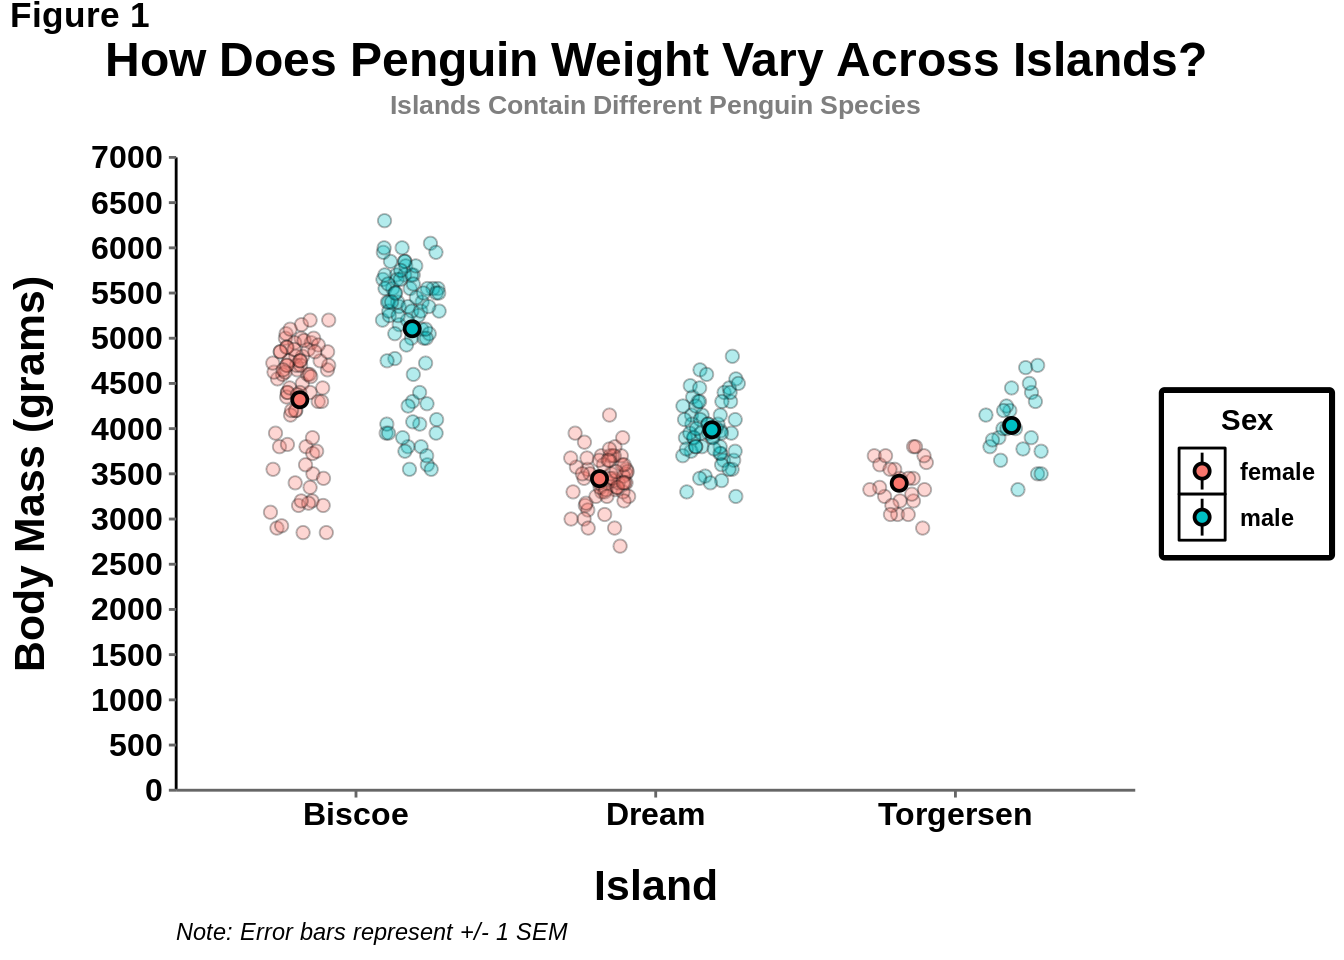 Figure 1
How Does Penguin Weight Vary Across Islands?
Islands Contain Different Penguin Species
Body Mass (grams)
7000
6500
6000
5500
5000
4500
4000
3500
3000
2500
2000
1500
1000
500
0
Biscoe Dream Torgersen
Island
Sex
female
male
Note: Error bars represent +/- 1 SEM